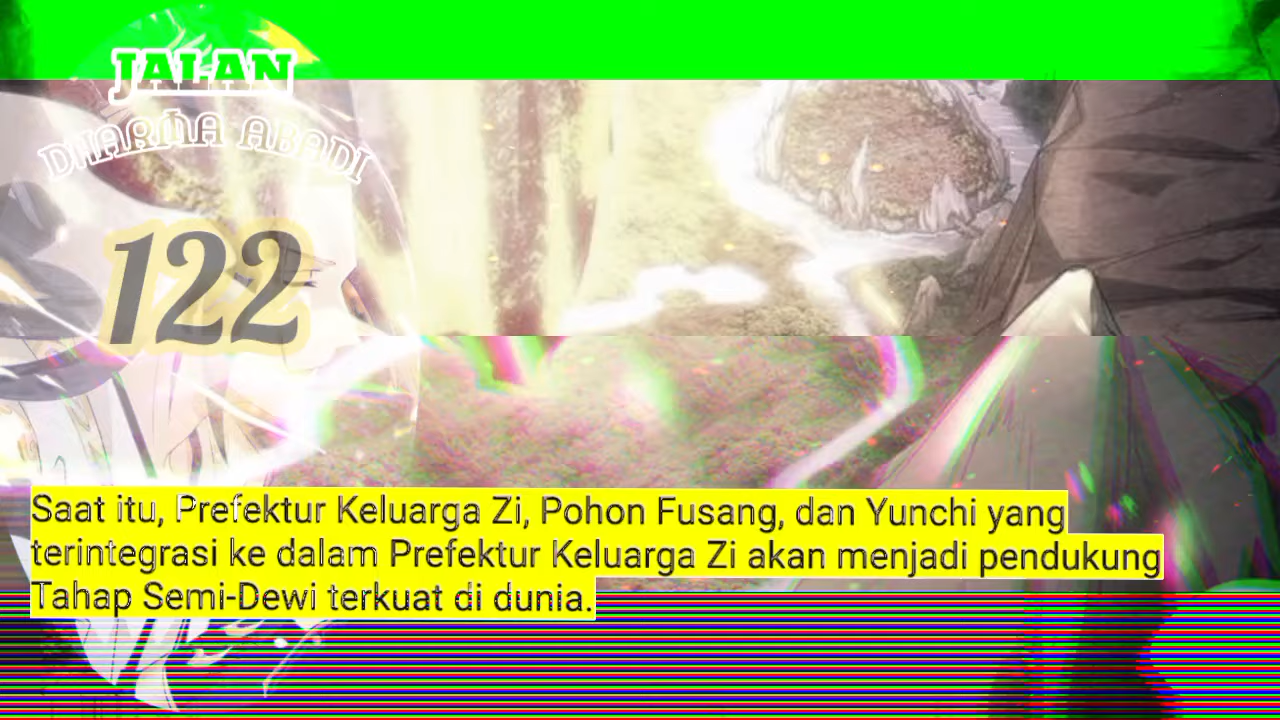 JALAN
DHARMA ABADI
122
Saat itu, Prefektur Keluarga Zi, Pohon Fusang, dan Yunchi yang
terintegrasi ke dalam Prefektur Keluarga Zi akan menjadi pendukung
Tahap Semi-Dewi terkuat di dunia.